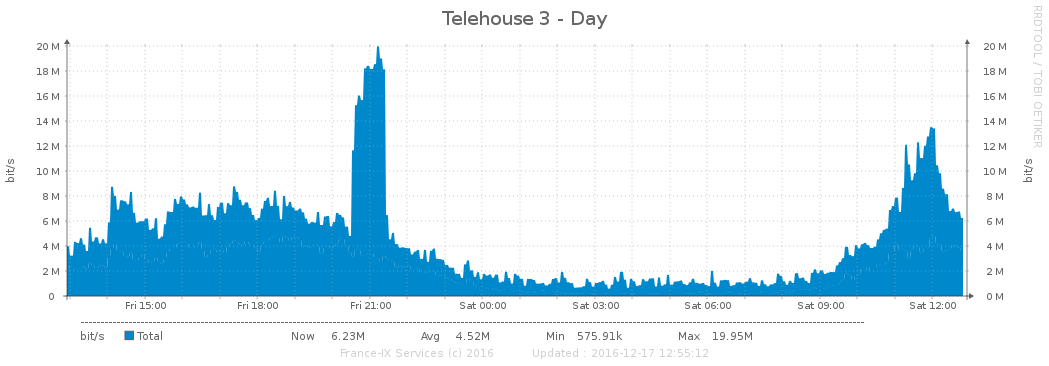 Telehouse 3 - Day
RRDTOOL / TOBI OETIKER
bit/s
20 M 20 M
18 M 18 M
16 M 16 M
14 M 14 M
12 M 12 M
10 M 10 M
8 M 8 M
6 M 6 M
4 M 4 M
2 M 2 M
0 0 M
bit/s
Fri 15:00 Fri 18:00 Fri 21:00 Sat 00:00 Sat 03:00 Sat 06:00 Sat 09:00 Sat 12:00
bit/s Total Now 6.23M Avg 4.52M Min 575.91k Max 19.95M
France-IX Services (c) 2016 Updated : 2016-12-17 12:55:12